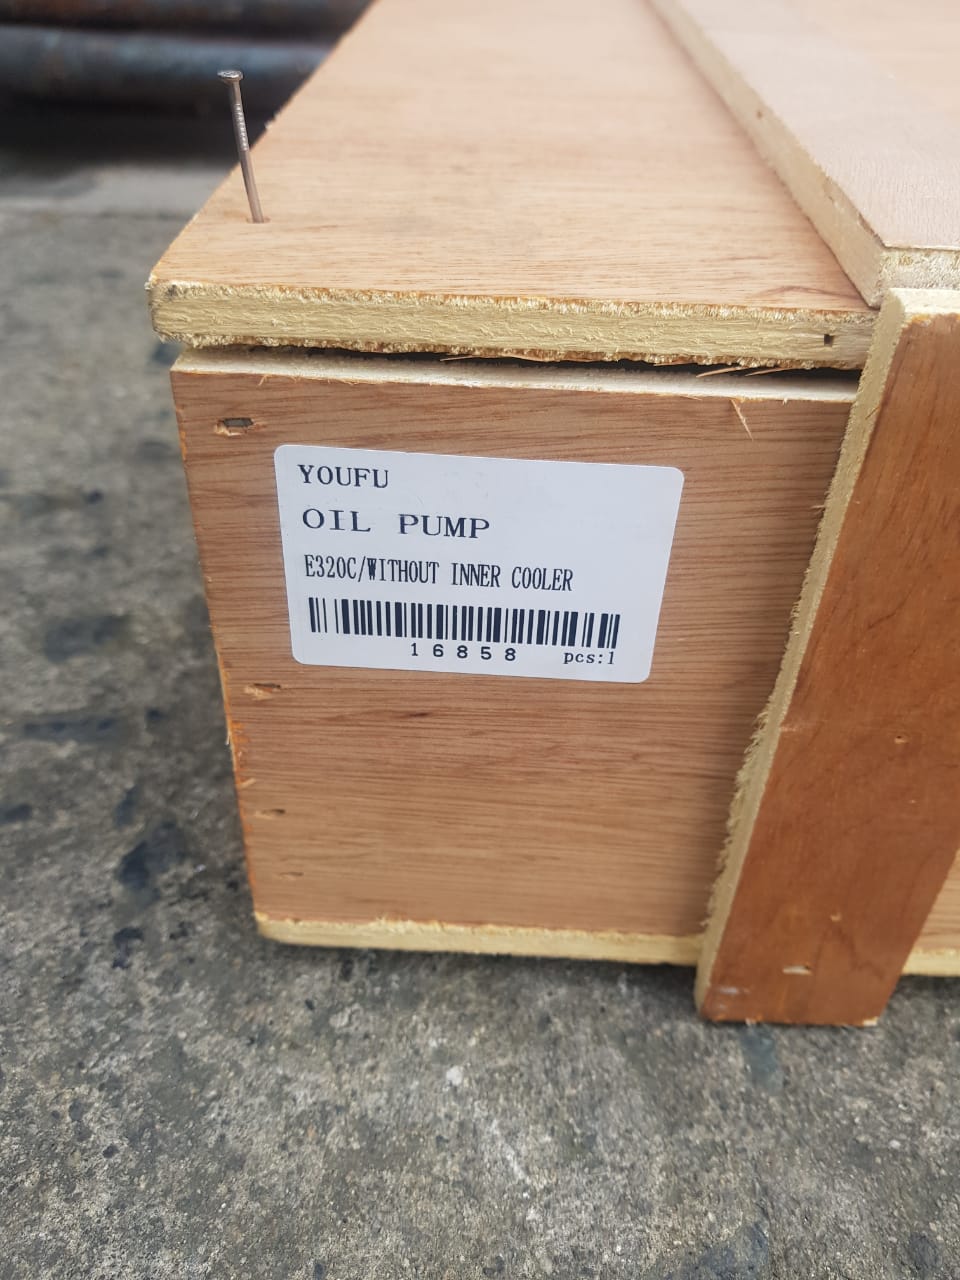 YOUFU
OIL PUMP
E320C/WITHOUT INNER COOLER
16858 pcs:1